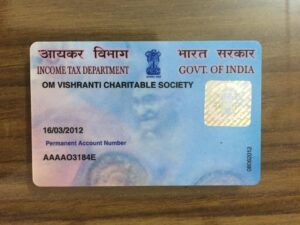 आयकर विभाग भारत सरकार
INCOME TAX DEPARTMENT GOVT. OF INDIA
OM VISHRANTI CHARITABLE SOCIETY
16/03/2012
Permanent Account Number
AAAAO3184E